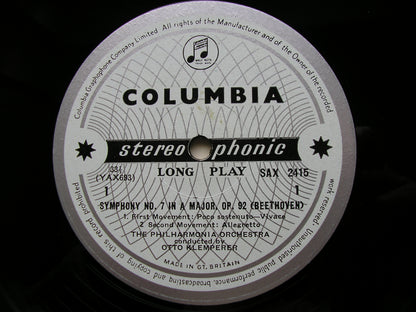 Columbia Graphophone Company Limited. All rights of the Manufacturer and of the Owner of the recorded
work reserved. Unauthorised public performance, broadcasting and copying of this record prohibited
COLUMBIA
stereo phonic
33⅓
(YAX693)
LONG PLAY
SAX 2415
1 1
SYMPHONY NO. 7 IN A MAJOR, OP. 92 (BEETHOVEN)
1. First Movement: Poco sostenuto—Vivace
2 Second Movement: Allegretto
THE PHILHARMONIA ORCHESTRA
conducted by
OTTO KLEMPERER
MADE IN GT. BRITAIN